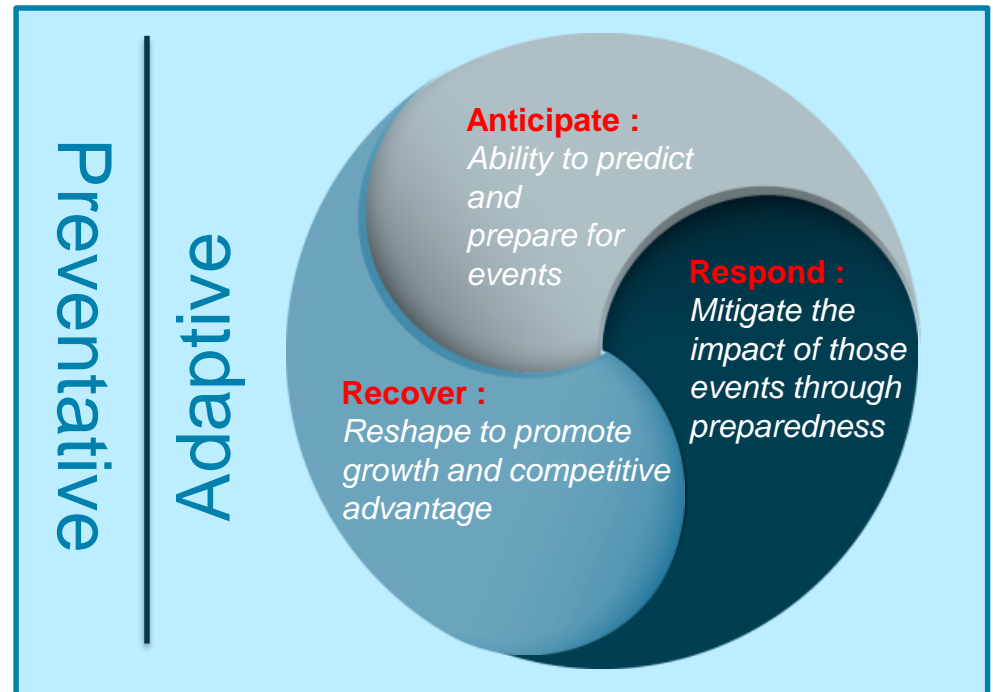 Preventative
Adaptive
Anticipate :
Ability to predict
and
prepare for
events
Respond :
Mitigate the
impact of those
events through
preparedness
Recover :
Reshape to promote
growth and competitive
advantage